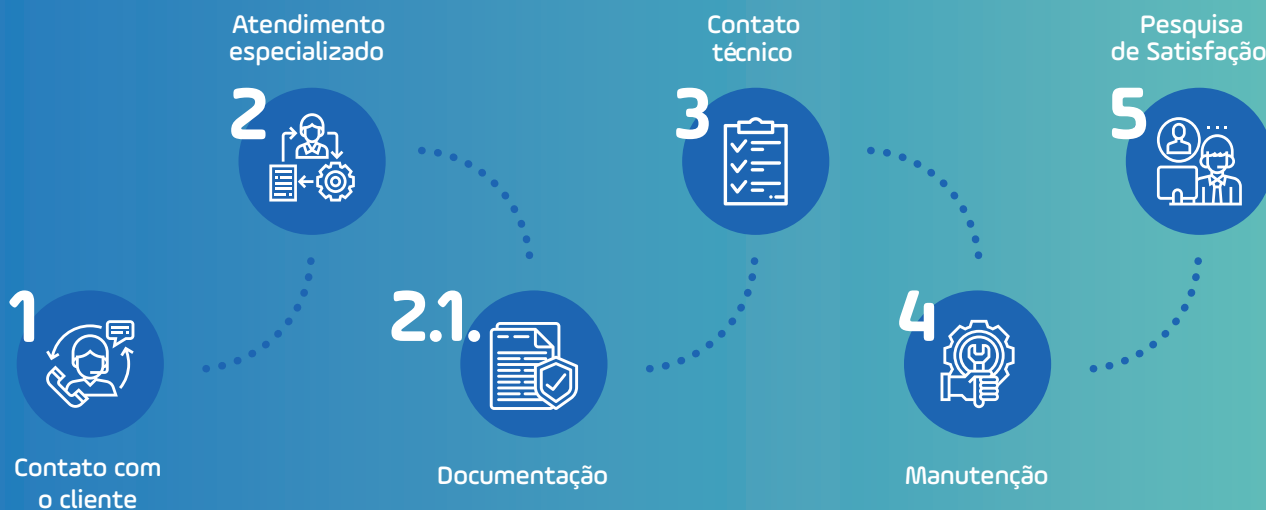 1
Contato com
o cliente
2
Atendimento
especializado
2.1.
Documentação
3
Contato
técnico
4
Manutenção
5
Pesquisa
de Satisfação